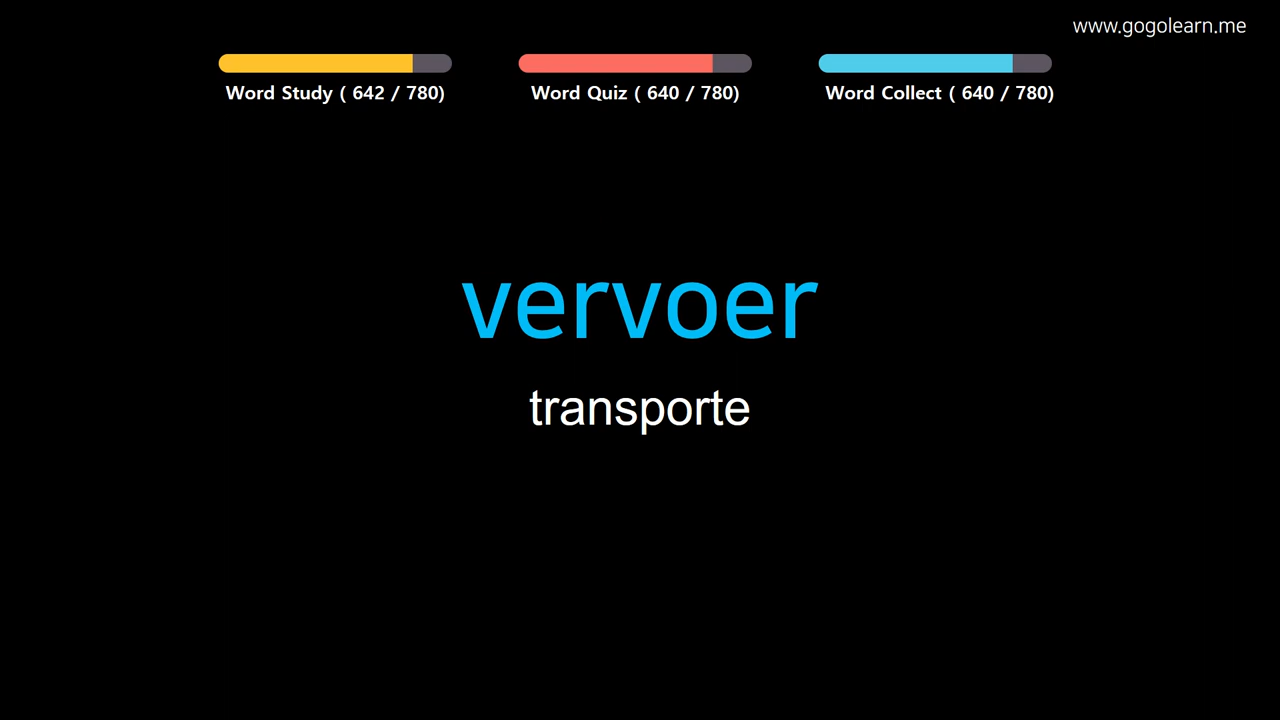 www.gogolearn.me
Word Study ( 642 / 780)
Word Quiz ( 640 / 780)
Word Collect ( 640 / 780)
vervoer
transporte